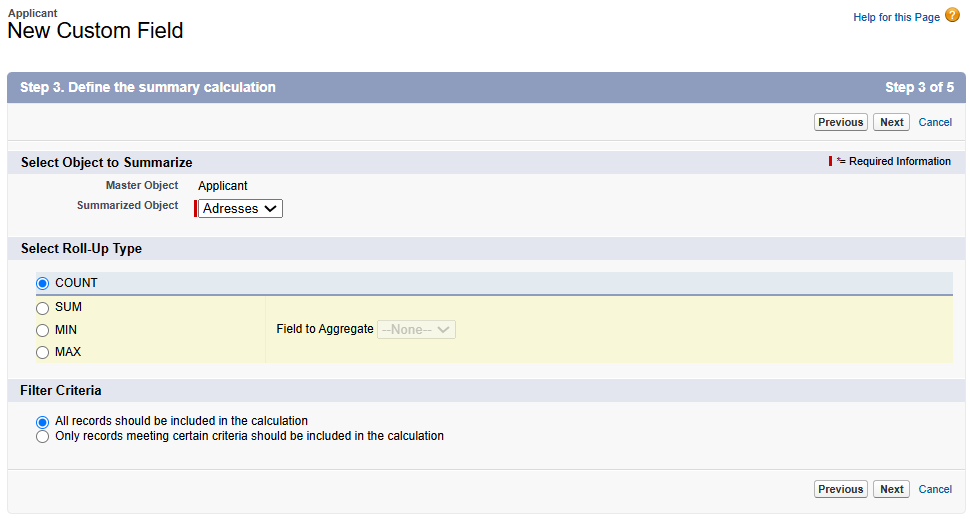 Applicant
New Custom Field
Help for this Page ?
Step 3. Define the summary calculation Step 3 of 5
Previous Next Cancel
Select Object to Summarize *= Required Information
Master Object Applicant
Summarized Object Adresses
Select Roll-Up Type
COUNT
SUM
MIN Field to Aggregate --None--
MAX
Filter Criteria
All records should be included in the calculation
Only records meeting certain criteria should be included in the calculation
Previous Next Cancel